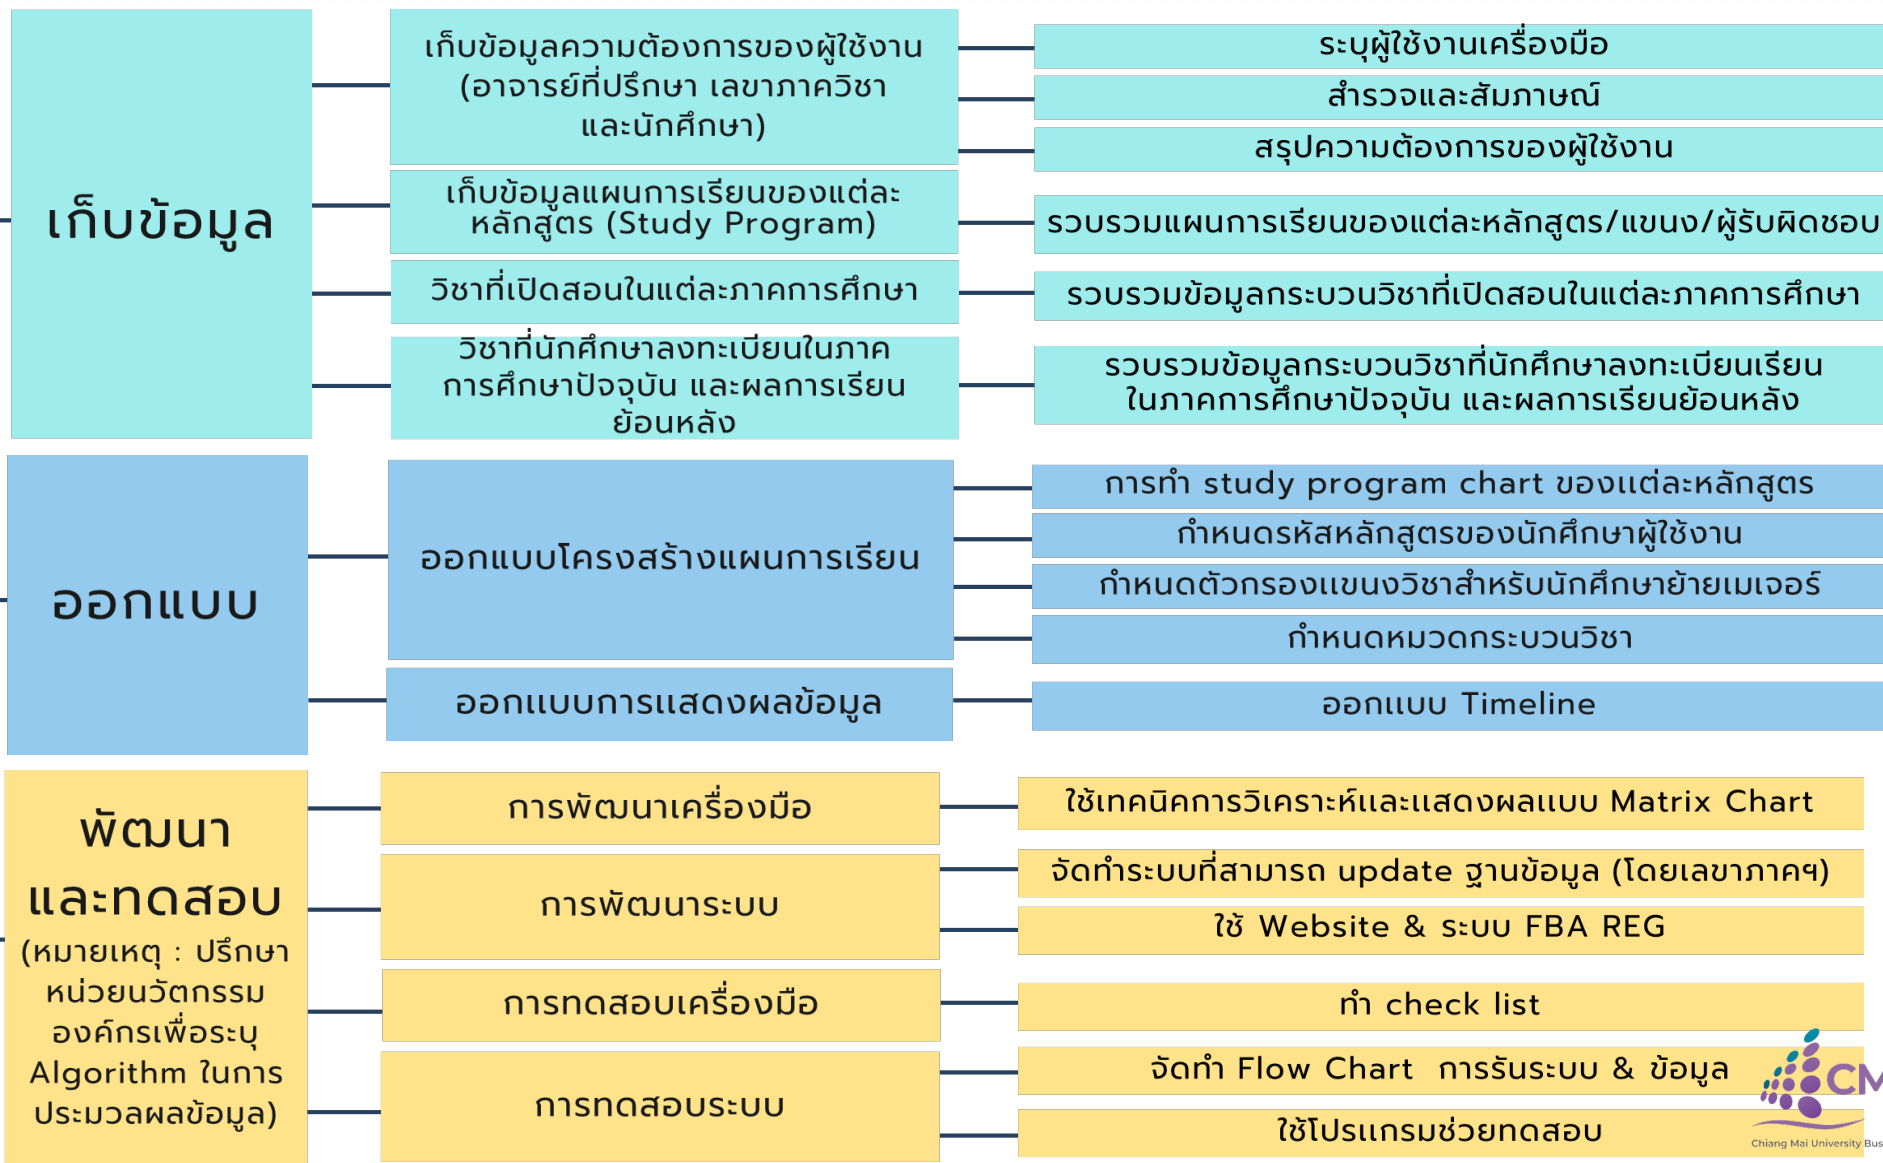 เก็บข้อมูล
เก็บข้อมูลความต้องการของผู้ใช้งาน
(อาจารย์ที่ปรึกษา เลขาภาควิชา
และนักศึกษา)
ระบุผู้ใช้งานเครื่องมือ
สำรวจและสัมภาษณ์
สรุปความต้องการของผู้ใช้งาน
เก็บข้อมูลแผนการเรียนของแต่ละ
หลักสูตร (Study Program)
รวบรวมแผนการเรียนของแต่ละหลักสูตร/แขนง/ผู้รับผิดชอบ
วิชาที่เปิดสอนในแต่ละภาคการศึกษา
รวบรวมข้อมูลกระบวนวิชาที่เปิดสอนในแต่ละภาคการศึกษา
วิชาที่นักศึกษาลงทะเบียนในภาค
การศึกษาปัจจุบัน และผลการเรียน
ย้อนหลัง
รวบรวมข้อมูลกระบวนวิชาที่นักศึกษาลงทะเบียนเรียน
ในภาคการศึกษาปัจจุบัน และผลการเรียนย้อนหลัง
ออกแบบ
ออกแบบโครงสร้างแผนการเรียน
การทำ study program chart ของแต่ละหลักสูตร
กำหนดรหัสหลักสูตรของนักศึกษาผู้ใช้งาน
กำหนดตัวกรองแขนงวิชาสำหรับนักศึกษาย้ายเมเจอร์
กำหนดหมวดกระบวนวิชา
ออกแบบการแสดงผลข้อมูล
ออกแบบ Timeline
พัฒนา
และทดสอบ
(หมายเหตุ : ปรึกษา
หน่วยนวัตกรรม
องค์กรเพื่อระบุ
Algorithm ในการ
ประมวลผลข้อมูล)
การพัฒนาเครื่องมือ
ใช้เทคนิคการวิเคราะห์และแสดงผลแบบ Matrix Chart
การพัฒนาระบบ
จัดทำระบบที่สามารถ update ฐานข้อมูล (โดยเลขาภาคฯ)
ใช้ Website & ระบบ FBA REG
การทดสอบเครื่องมือ
ทำ check list
การทดสอบระบบ
จัดทำ Flow Chart การรันระบบ & ข้อมูล
ใช้โปรแกรมช่วยทดสอบ
CM
Chiang Mai University Bus